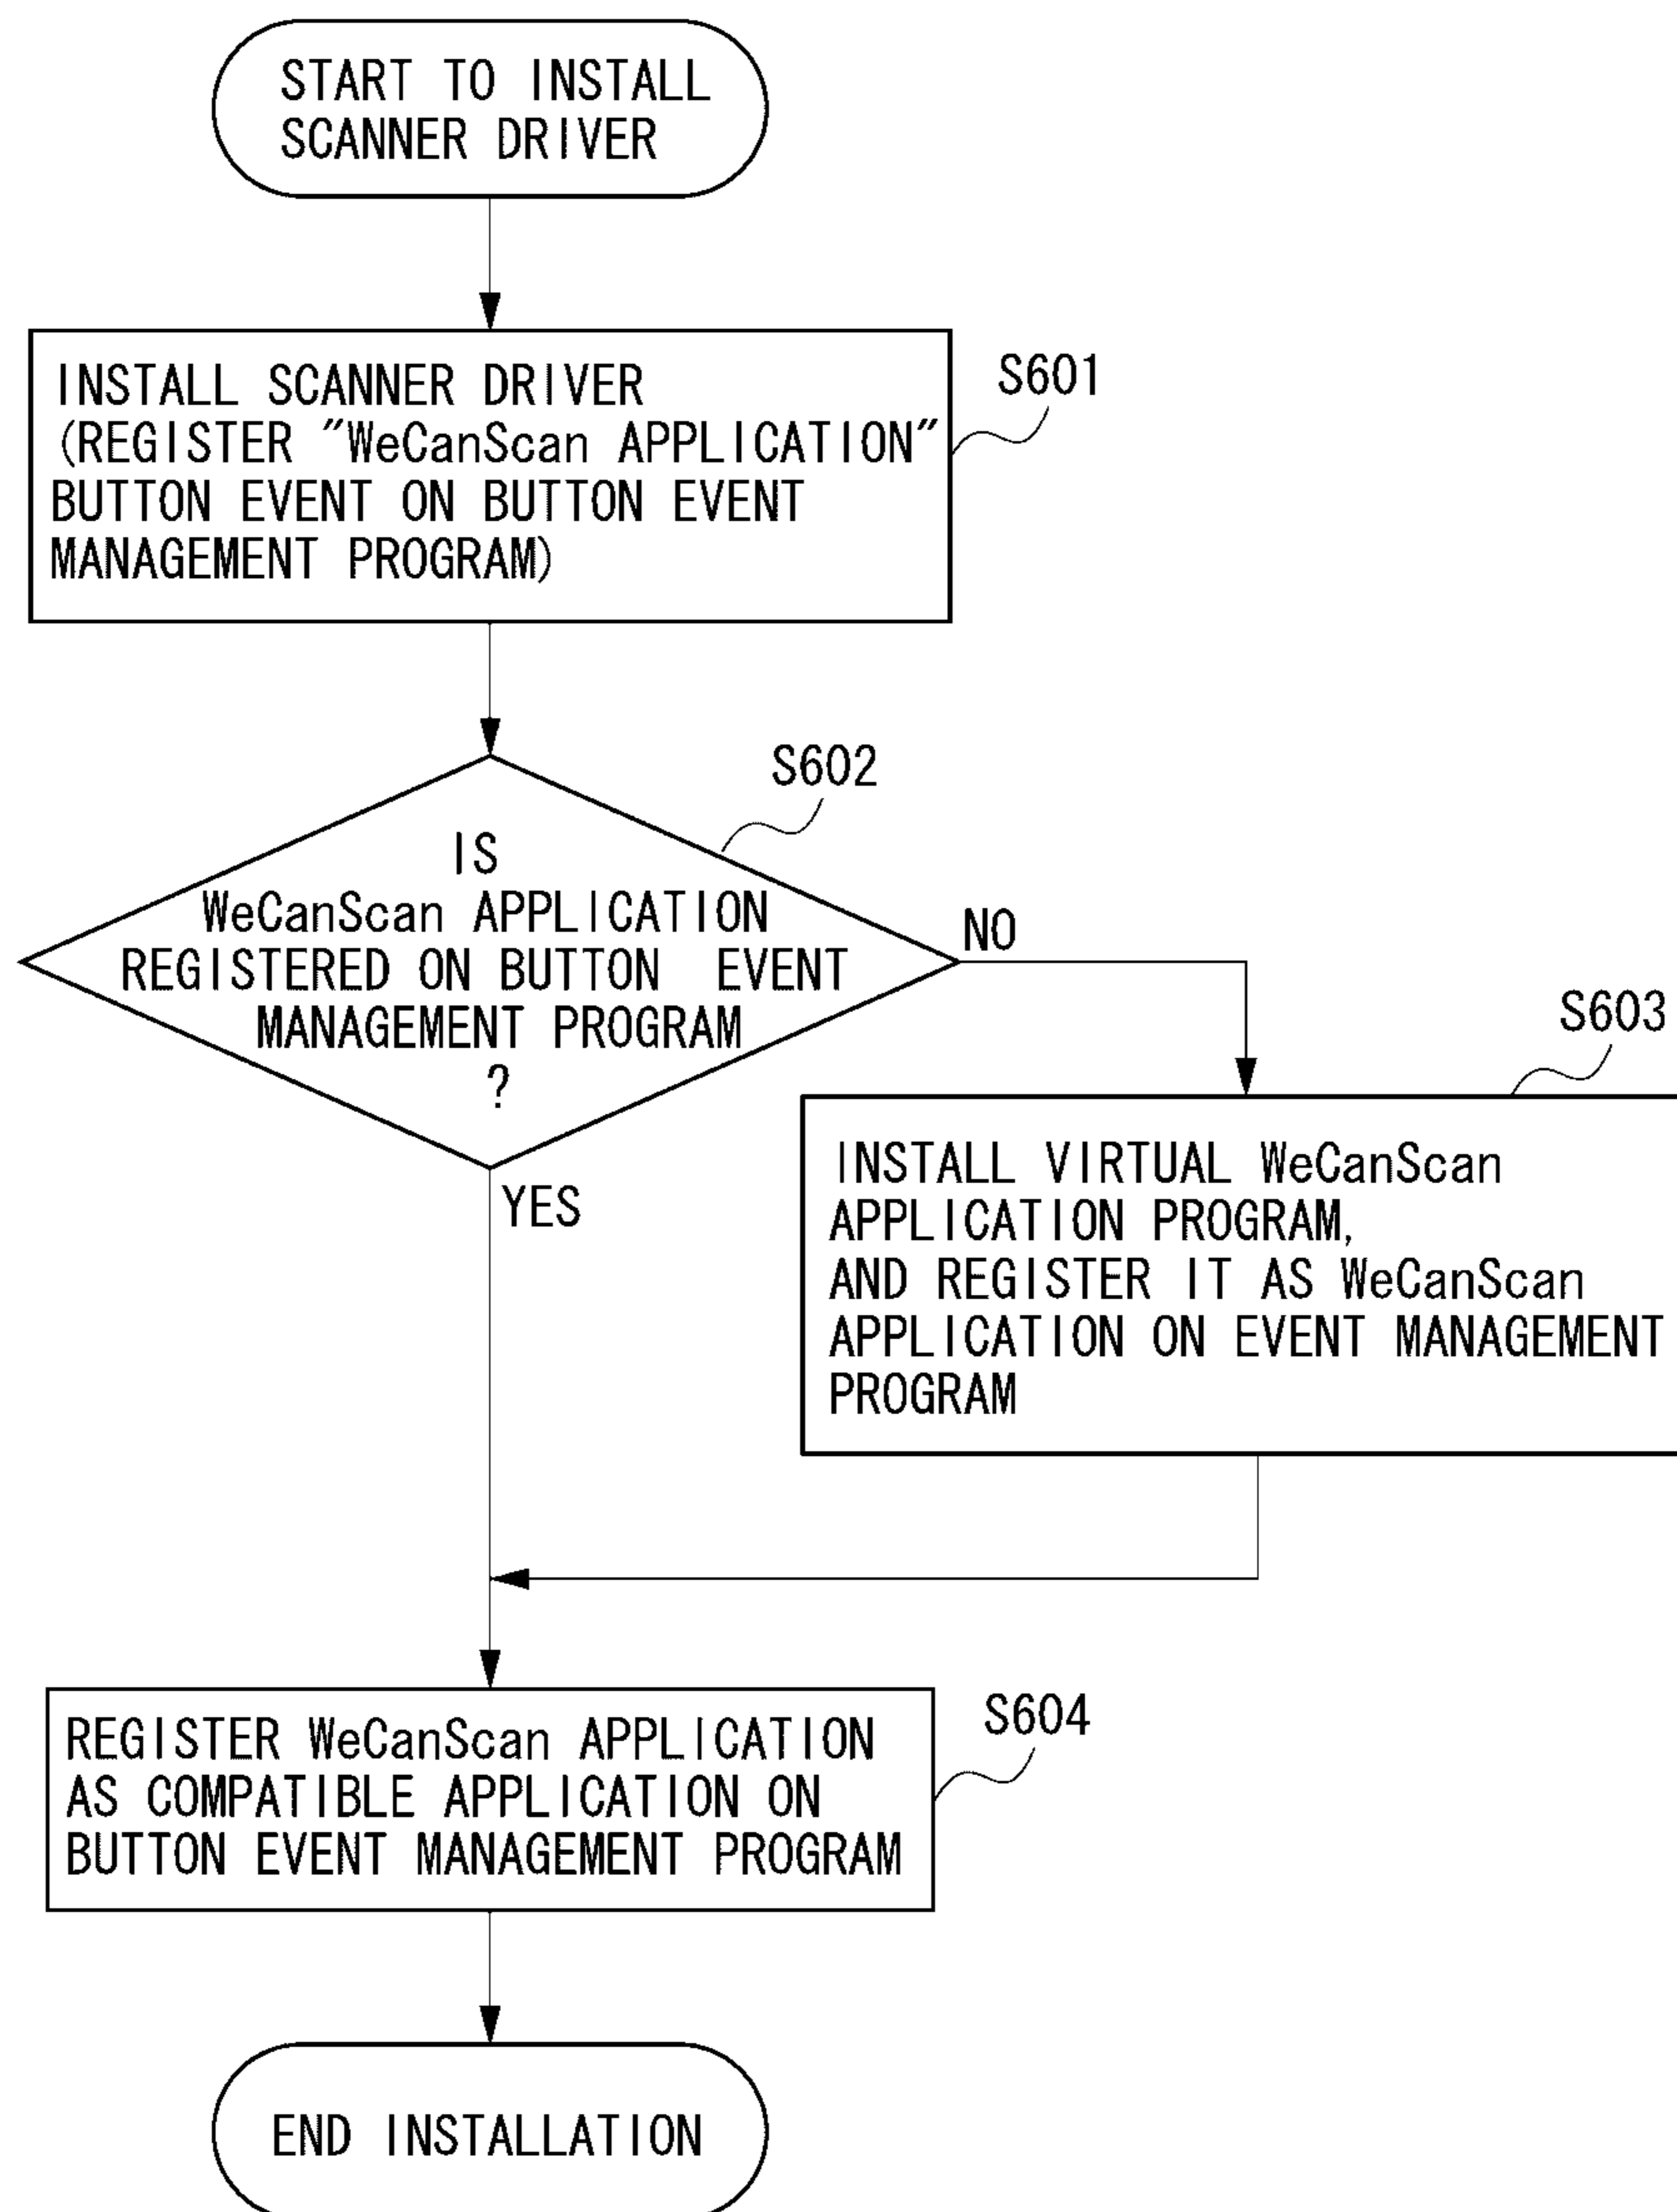 START TO INSTALL
SCANNER DRIVER
INSTALL SCANNER DRIVER
(REGISTER "WeCanScan APPLICATION"
BUTTON EVENT ON BUTTON EVENT
MANAGEMENT PROGRAM)
S601
S602
IS
WeCanScan APPLICATION
REGISTERED ON BUTTON EVENT
MANAGEMENT PROGRAM
?
NO
YES
S603
INSTALL VIRTUAL WeCanScan
APPLICATION PROGRAM,
AND REGISTER IT AS WeCanScan
APPLICATION ON EVENT MANAGEMENT
PROGRAM
REGISTER WeCanScan APPLICATION
AS COMPATIBLE APPLICATION ON
BUTTON EVENT MANAGEMENT PROGRAM
S604
END INSTALLATION